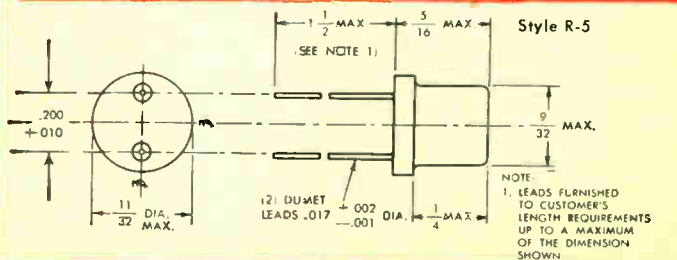 1 1/2 MAX
5/16 MAX
Style R-5
(SEE NOTE 1)
.200
+.010
9/32 MAX.
11/32 DIA. MAX.
(2) DUMET
LEADS .017 +.002 -.001 DIA.
1/4 MAX
NOTE:
1. LEADS FURNISHED
TO CUSTOMER'S
LENGTH REQUIREMENTS
UP TO A MAXIMUM
OF THE DIMENSION
SHOWN